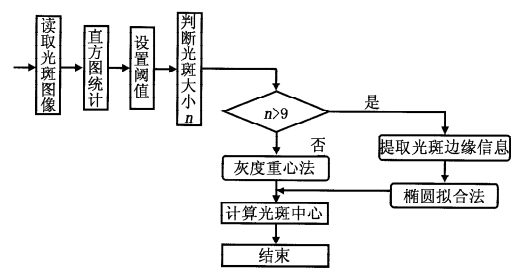 读取光斑图像
直方图统计
设置阈值
判断光斑大小n
n>9
是
否
提取光斑边缘信息
灰度重心法
椭圆拟合法
计算光斑中心
结束